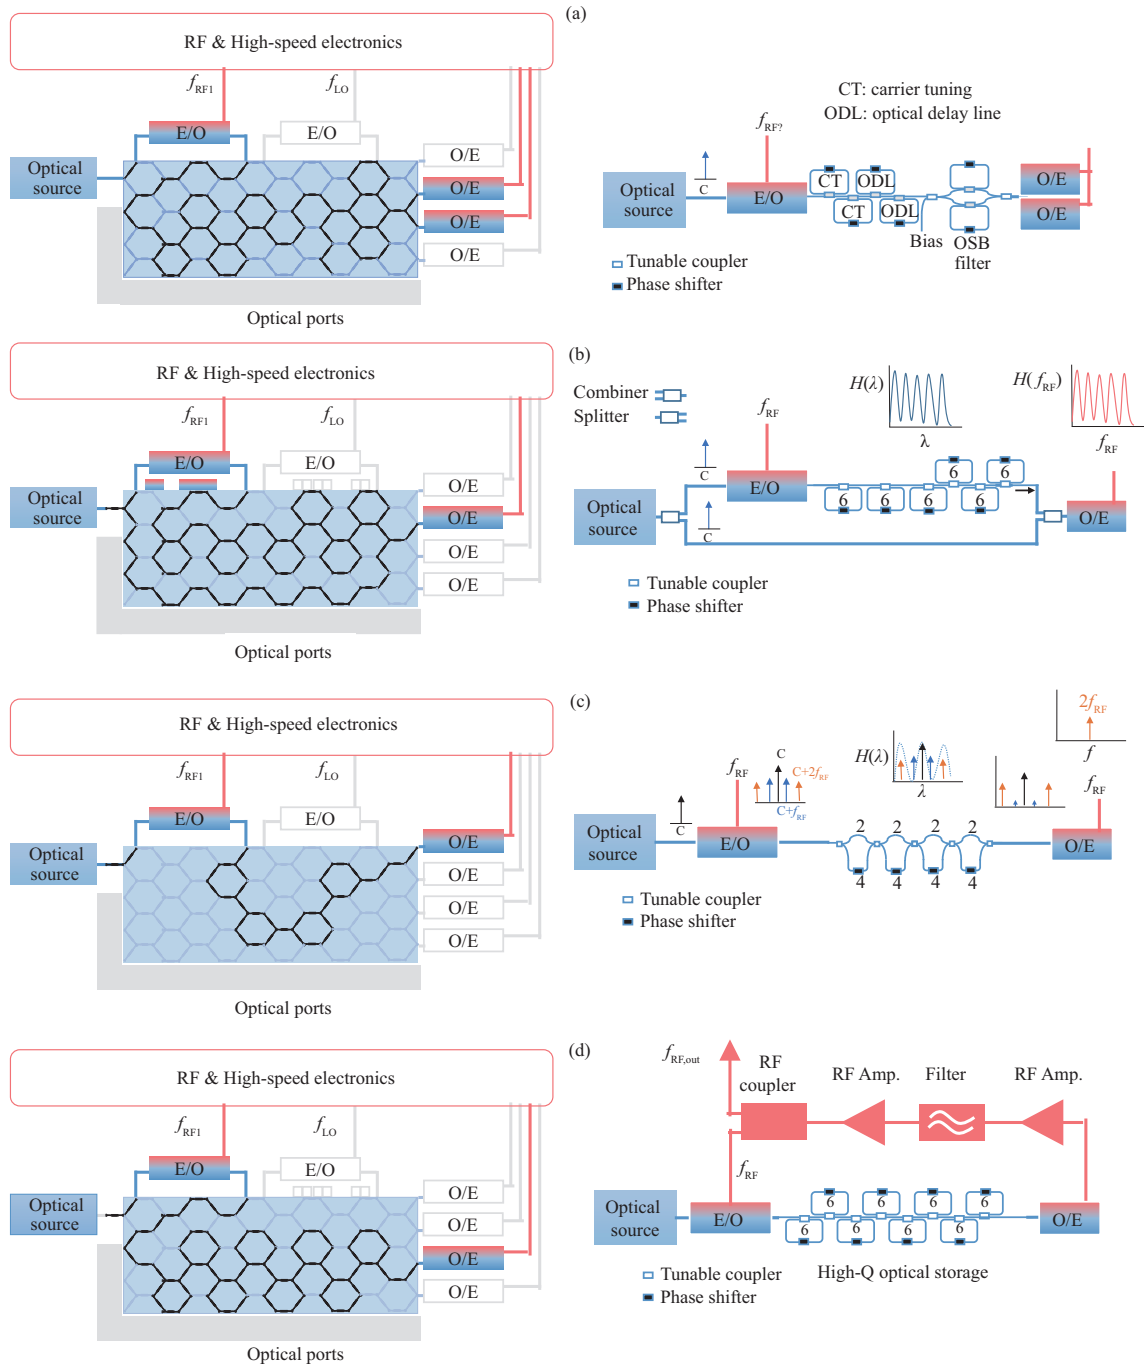 (a)
RF & High-speed electronics
fRF1
fLO
E/O
E/O
Optical
source
O/E
O/E
O/E
O/E
Optical ports
CT: carrier tuning
ODL: optical delay line
fRF?
C
Optical
source
E/O
CT
ODL
CT
ODL
Bias
OSB
filter
O/E
O/E
Tunable coupler
Phase shifter
(b)
RF & High-speed electronics
fRF1
fLO
E/O
E/O
Optical
source
O/E
O/E
O/E
O/E
Optical ports
Combiner
Splitter
fRF
H(λ)
λ
H(fRF)
fRF
C
C
Optical
source
E/O
6 6
6 6 6 6
O/E
Tunable coupler
Phase shifter
(c)
RF & High-speed electronics
fRF1
fLO
E/O
E/O
Optical
source
O/E
O/E
O/E
O/E
Optical ports
2fRF
f
fRF
C
C+2fRF
C+fRF
H(λ)
λ
fRF
C
Optical
source
E/O
2 2 2 2
4 4 4 4
O/E
Tunable coupler
Phase shifter
(d)
RF & High-speed electronics
fRF1
fLO
E/O
E/O
Optical
source
O/E
O/E
O/E
O/E
Optical ports
fRF,out
RF
coupler
RF Amp.
Filter
RF Amp.
fRF
Optical
source
E/O
6 6 6 6
6 6 6 6
O/E
High-Q optical storage
Tunable coupler
Phase shifter